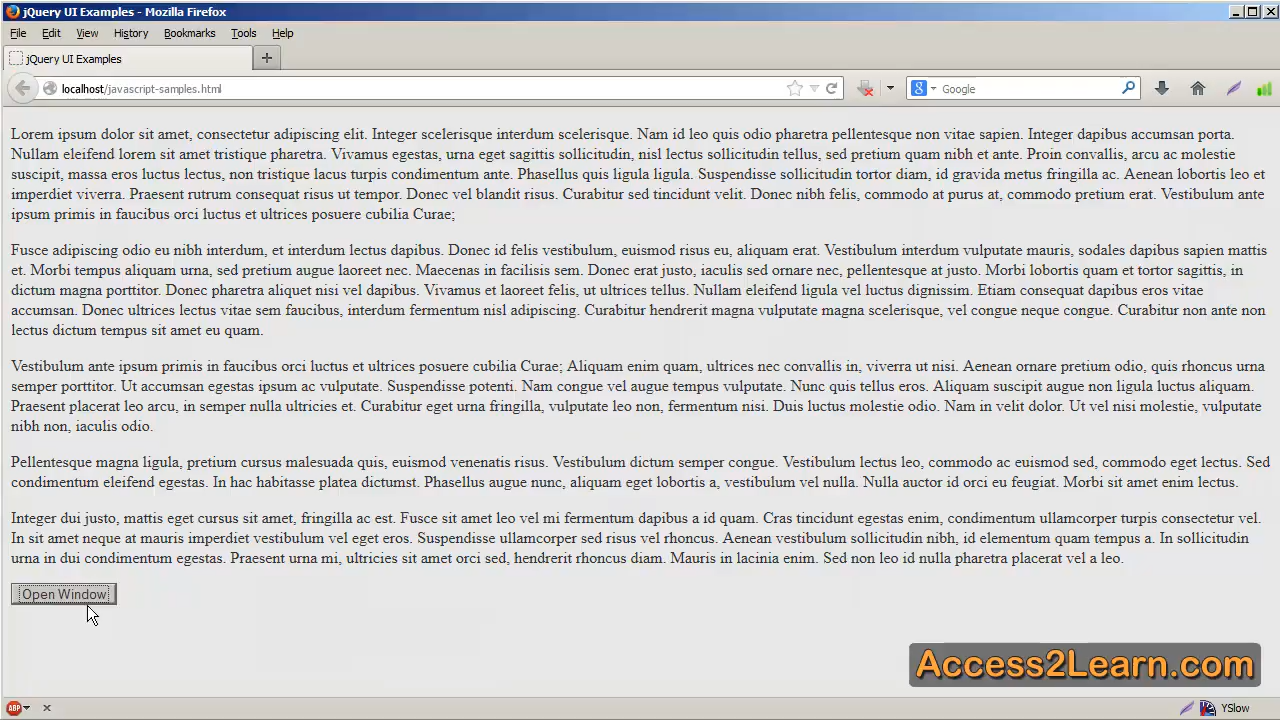 jQuery UI Examples - Mozilla Firefox
File Edit View History Bookmarks Tools Help
jQuery UI Examples
localhost/javascript-samples.html
Google
Lorem ipsum dolor sit amet, consectetur adipiscing elit. Integer scelerisque interdum scelerisque. Nam id leo quis odio pharetra pellentesque non vitae sapien. Integer dapibus accumsan porta.
Nullam eleifend lorem sit amet tristique pharetra. Vivamus egestas, urna eget sagittis sollicitudin, nisl lectus sollicitudin tellus, sed pretium quam nibh et ante. Proin convallis, arcu ac molestie
suscipit, massa eros luctus lectus, non tristique lacus turpis condimentum ante. Phasellus quis ligula ligula. Suspendisse sollicitudin tortor diam, id gravida metus fringilla ac. Aenean lobortis leo et
imperdiet viverra. Praesent rutrum consequat risus ut tempor. Donec vel blandit risus. Curabitur sed tincidunt velit. Donec nibh felis, commodo at purus at, commodo pretium erat. Vestibulum ante
ipsum primis in faucibus orci luctus et ultrices posuere cubilia Curae;
Fusce adipiscing odio eu nibh interdum, et interdum lectus dapibus. Donec id felis vestibulum, euismod risus eu, aliquam erat. Vestibulum interdum vulputate mauris, sodales dapibus sapien mattis
et. Morbi tempus aliquam urna, sed pretium augue laoreet nec. Maecenas in facilisis sem. Donec erat justo, iaculis sed ornare nec, pellentesque at justo. Morbi lobortis quam et tortor sagittis, in
dictum magna porttitor. Donec pharetra aliquet nisi vel dapibus. Vivamus et laoreet felis, ut ultrices tellus. Nullam eleifend ligula vel luctus dignissim. Etiam consequat dapibus eros vitae
accumsan. Donec ultrices lectus vitae sem faucibus, interdum fermentum nisl adipiscing. Curabitur hendrerit magna vulputate magna scelerisque, vel congue neque congue. Curabitur non ante non
lectus dictum tempus sit amet eu quam.
Vestibulum ante ipsum primis in faucibus orci luctus et ultrices posuere cubilia Curae; Aliquam enim quam, ultrices nec convallis in, viverra ut nisi. Aenean ornare pretium odio, quis rhoncus urna
semper porttitor. Ut accumsan egestas ipsum ac vulputate. Suspendisse potenti. Nam congue vel augue tempus vulputate. Nunc quis tellus eros. Aliquam suscipit augue non ligula luctus aliquam.
Praesent placerat leo arcu, in semper nulla ultricies et. Curabitur eget urna fringilla, vulputate leo non, fermentum nisi. Duis luctus molestie odio. Nam in velit dolor. Ut vel nisi molestie, vulputate
nibh non, iaculis odio.
Pellentesque magna ligula, pretium cursus malesuada quis, euismod venenatis risus. Vestibulum dictum semper congue. Vestibulum lectus leo, commodo ac euismod sed, commodo eget lectus. Sed
condimentum eleifend egestas. In hac habitasse platea dictumst. Phasellus augue nunc, aliquam eget lobortis a, vestibulum vel nulla. Nulla auctor id orci eu feugiat. Morbi sit amet enim lectus.
Integer dui justo, mattis eget cursus sit amet, fringilla ac est. Fusce sit amet leo vel mi fermentum dapibus a id quam. Cras tincidunt egestas enim, condimentum ullamcorper turpis consectetur vel.
In sit amet neque at mauris imperdiet vestibulum vel eget eros. Suspendisse ullamcorper sed risus vel rhoncus. Aenean vestibulum sollicitudin nibh, id elementum quam tempus a. In sollicitudin
urna in dui condimentum egestas. Praesent urna mi, ultricies sit amet orci sed, hendrerit rhoncus diam. Mauris in lacinia enim. Sed non leo id nulla pharetra placerat vel a leo.
Open Window
Access2Learn.com
ABP
YSlow